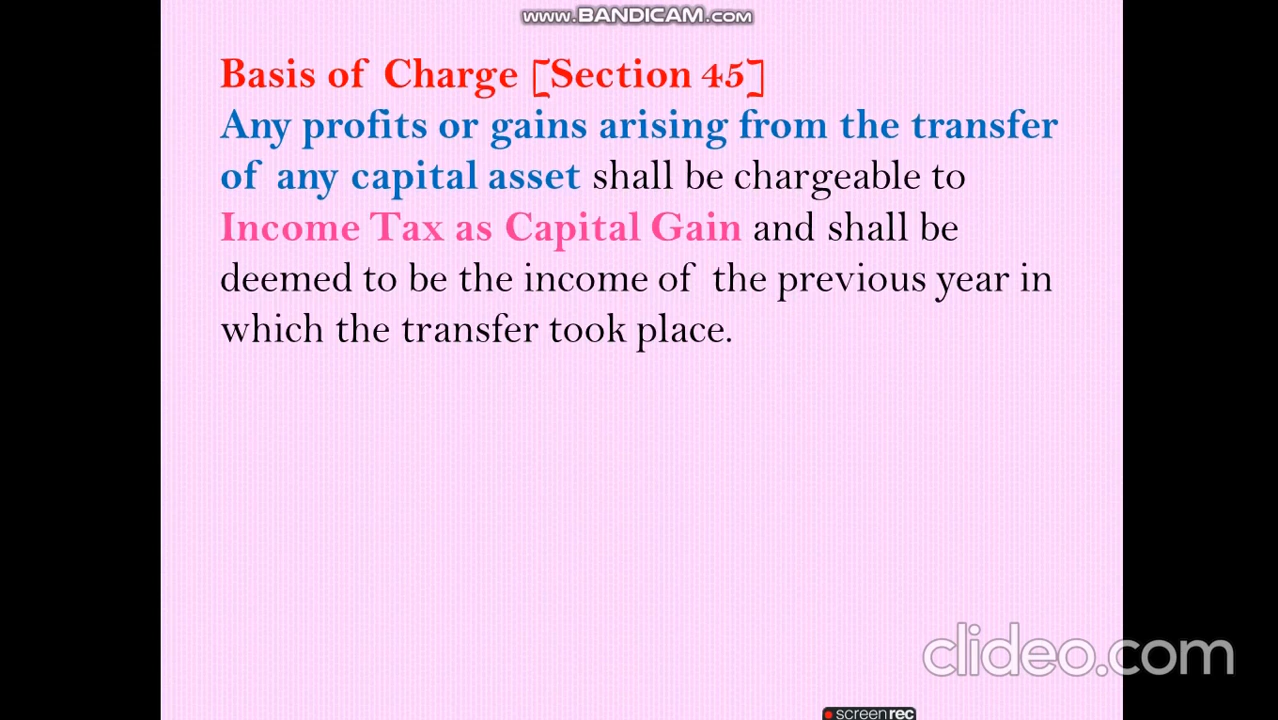 www.BANDICAM.com
Basis of Charge [Section 45]
Any profits or gains arising from the transfer
of any capital asset shall be chargeable to
Income Tax as Capital Gain and shall be
deemed to be the income of the previous year in
which the transfer took place.
clideo.com
screenrec